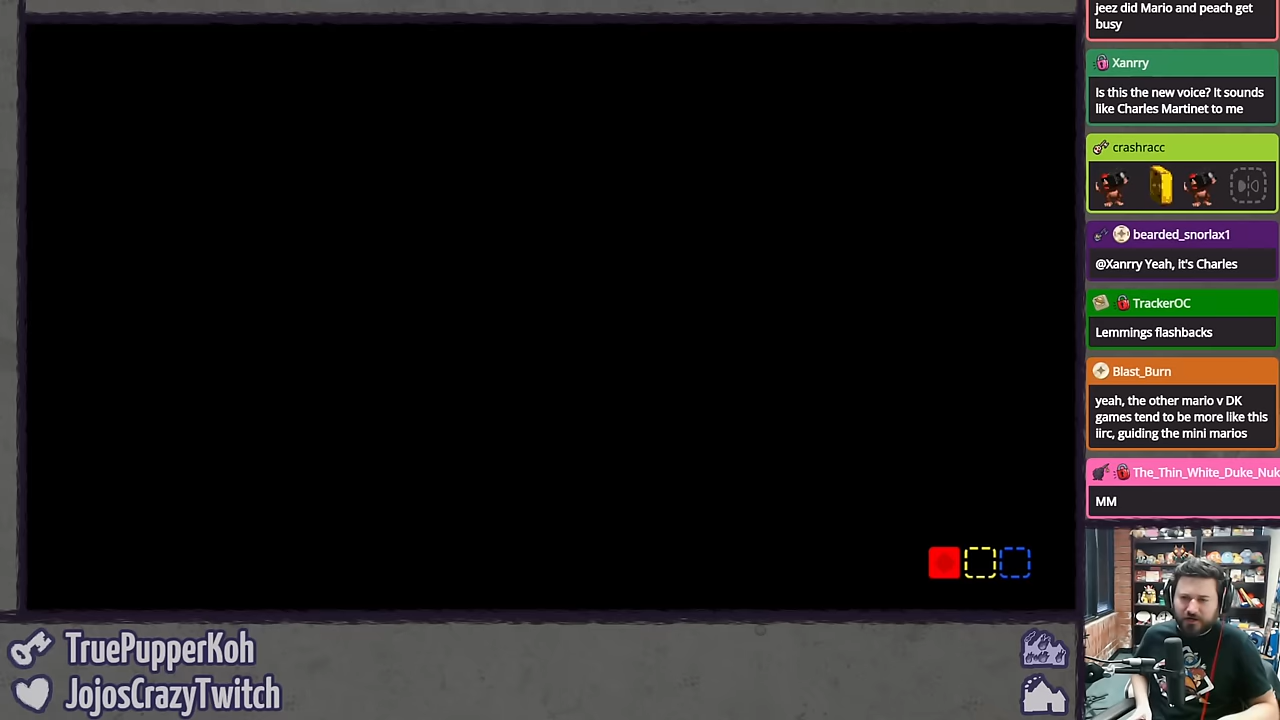 jeez did Mario and peach get
busy
Xanrry
Is this the new voice? It sounds
like Charles Martinet to me
crashracc
bearded_snorlax1
@Xanrry Yeah, it's Charles
TrackerOC
Lemmings flashbacks
Blast_Burn
yeah, the other mario v DK
games tend to be more like this
iirc, guiding the mini marios
The_Thin_White_Duke_Nuk
MM
TruePupperKoh
JojosCrazyTwitch